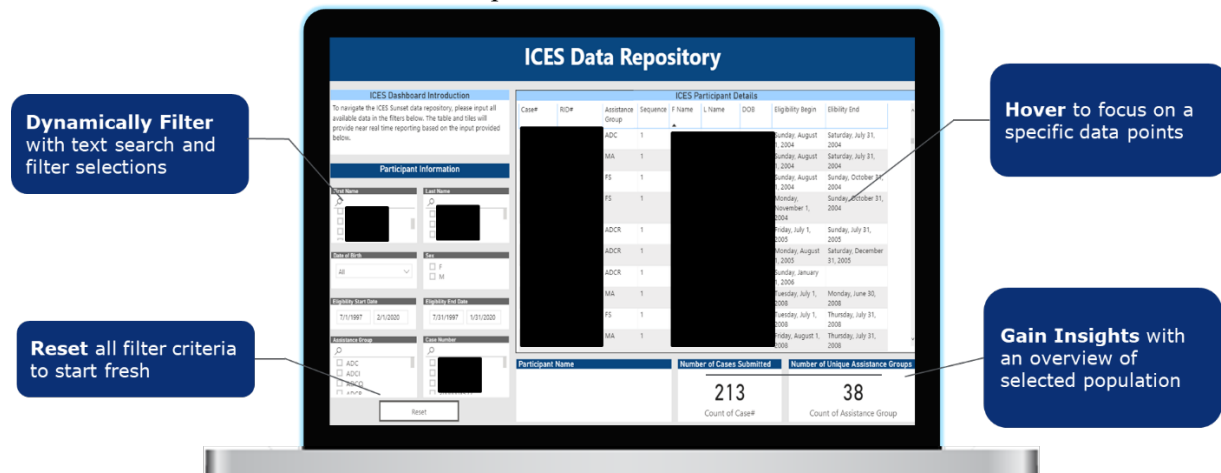 ICES Data Repository
Dynamically Filter
with text search and
filter selections
Reset all filter criteria
to start fresh
ICES Dashboard Introduction
To navigate the ICES Sunset data repository, please input all
available data in the filters below. The table and tiles will
provide near real time reporting based on the input provided
below.
Participant Information
First Name
Last Name
Date of Birth
Sex
All
F
M
Eligibility Start Date
Eligibility End Date
7/1/1997 2/1/2020
7/31/1997 1/31/2020
Assistance Group
Case Number
ADC
ADCI
ADCQ
ADCR
Reset
ICES Participant Details
Case# RID# Assistance Sequence F Name L Name DOB Eligibility Begin Elibility End
Group
ADC 1 Sunday, August Saturday, July 31,
1, 2004 2004
MA 1 Sunday, August Saturday, July 31,
1, 2004 2004
FS 1 Sunday, August Sunday, October 31,
1, 2004 2004
FS 1 Monday, Sunday, October 31,
November 1, 2004
2004
ADCR 1 Friday, July 1, Sunday, July 31,
2005 2005
ADCR 1 Monday, August Saturday, December
1, 2005 31, 2005
ADCR 1 Sunday, January
1, 2006
MA 1 Tuesday, July 1, Monday, June 30,
2008 2008
FS 1 Tuesday, July 1, Thursday, July 31,
2008 2008
MA 1 Friday, August 1, Thursday, July 31,
2008 2008
Participant Name
Number of Cases Submitted
213
Count of Case#
Number of Unique Assistance Groups
38
Count of Assistance Group
Hover to focus on a
specific data points
Gain Insights with
an overview of
selected population